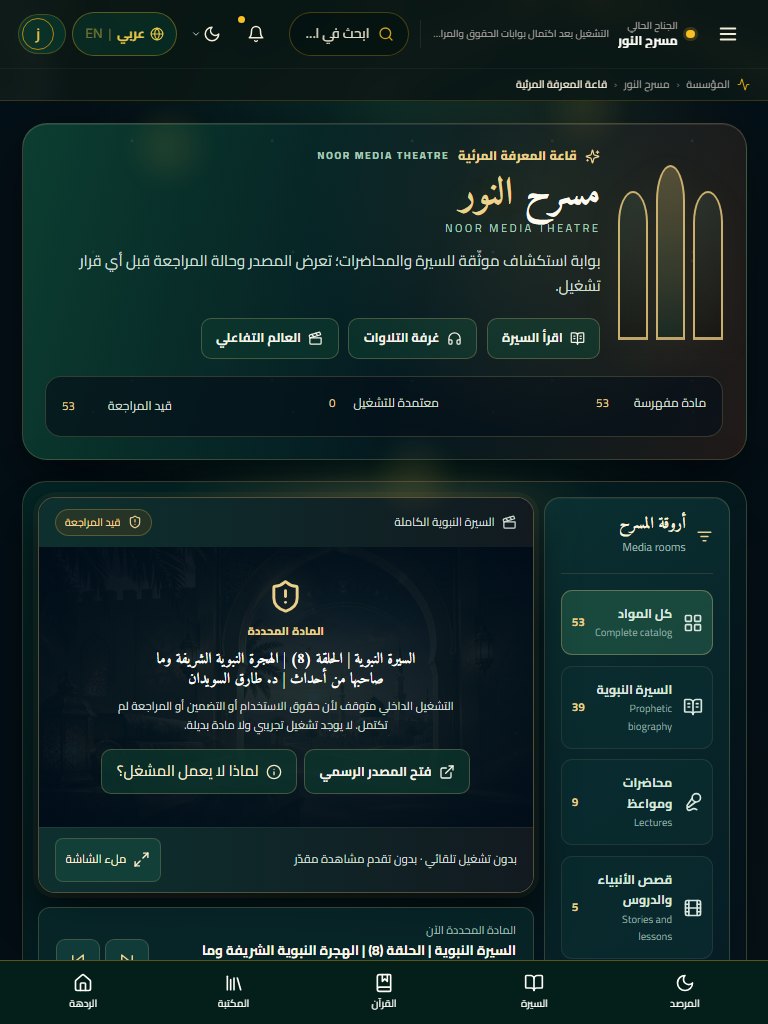 الجناح الحالي
مسرح النور
التشغيل بعد اكتمال بوابات الحقوق والمرا...
ابحث في ا...
عربي | EN
j
المؤسسة ‹ مسرح النور ‹ قاعة المعرفة المرئية
قاعة المعرفة المرئية NOOR MEDIA THEATRE
مسرح النور
NOOR MEDIA THEATRE
بوابة استكشاف موثّقة للسيرة والمحاضرات؛ تعرض المصدر وحالة المراجعة قبل أي قرار
تشغيل.
اقرأ السيرة
غرفة التلاوات
العالم التفاعلي
مادة مفهرسة 53
معتمدة للتشغيل 0
قيد المراجعة 53
أروقة المسرح
Media rooms
كل المواد
Complete catalog
53
السيرة النبوية
Prophetic
biography
39
محاضرات
ومواعظ
Lectures
9
قصص الأنبياء
والدروس
Stories and
lessons
5
السيرة النبوية الكاملة
قيد المراجعة
المادة المحددة
السيرة النبوية | الحلقة (8) | الهجرة النبوية الشريفة وما
صاحبها من أحداث | د. طارق السويدان
التشغيل الداخلي متوقف لأن حقوق الاستخدام أو التضمين أو المراجعة لم
تكتمل. لا يوجد تشغيل تجريبي ولا مادة بديلة.
فتح المصدر الرسمي
لماذا لا يعمل المشغل؟
بدون تشغيل تلقائي · بدون تقدم مشاهدة مقدّر
ملء الشاشة
المادة المحددة الآن
السيرة النبوية | الحلقة (8) | الهجرة النبوية الشريفة وما
المرصد
السيرة
القرآن
المكتبة
الردهة